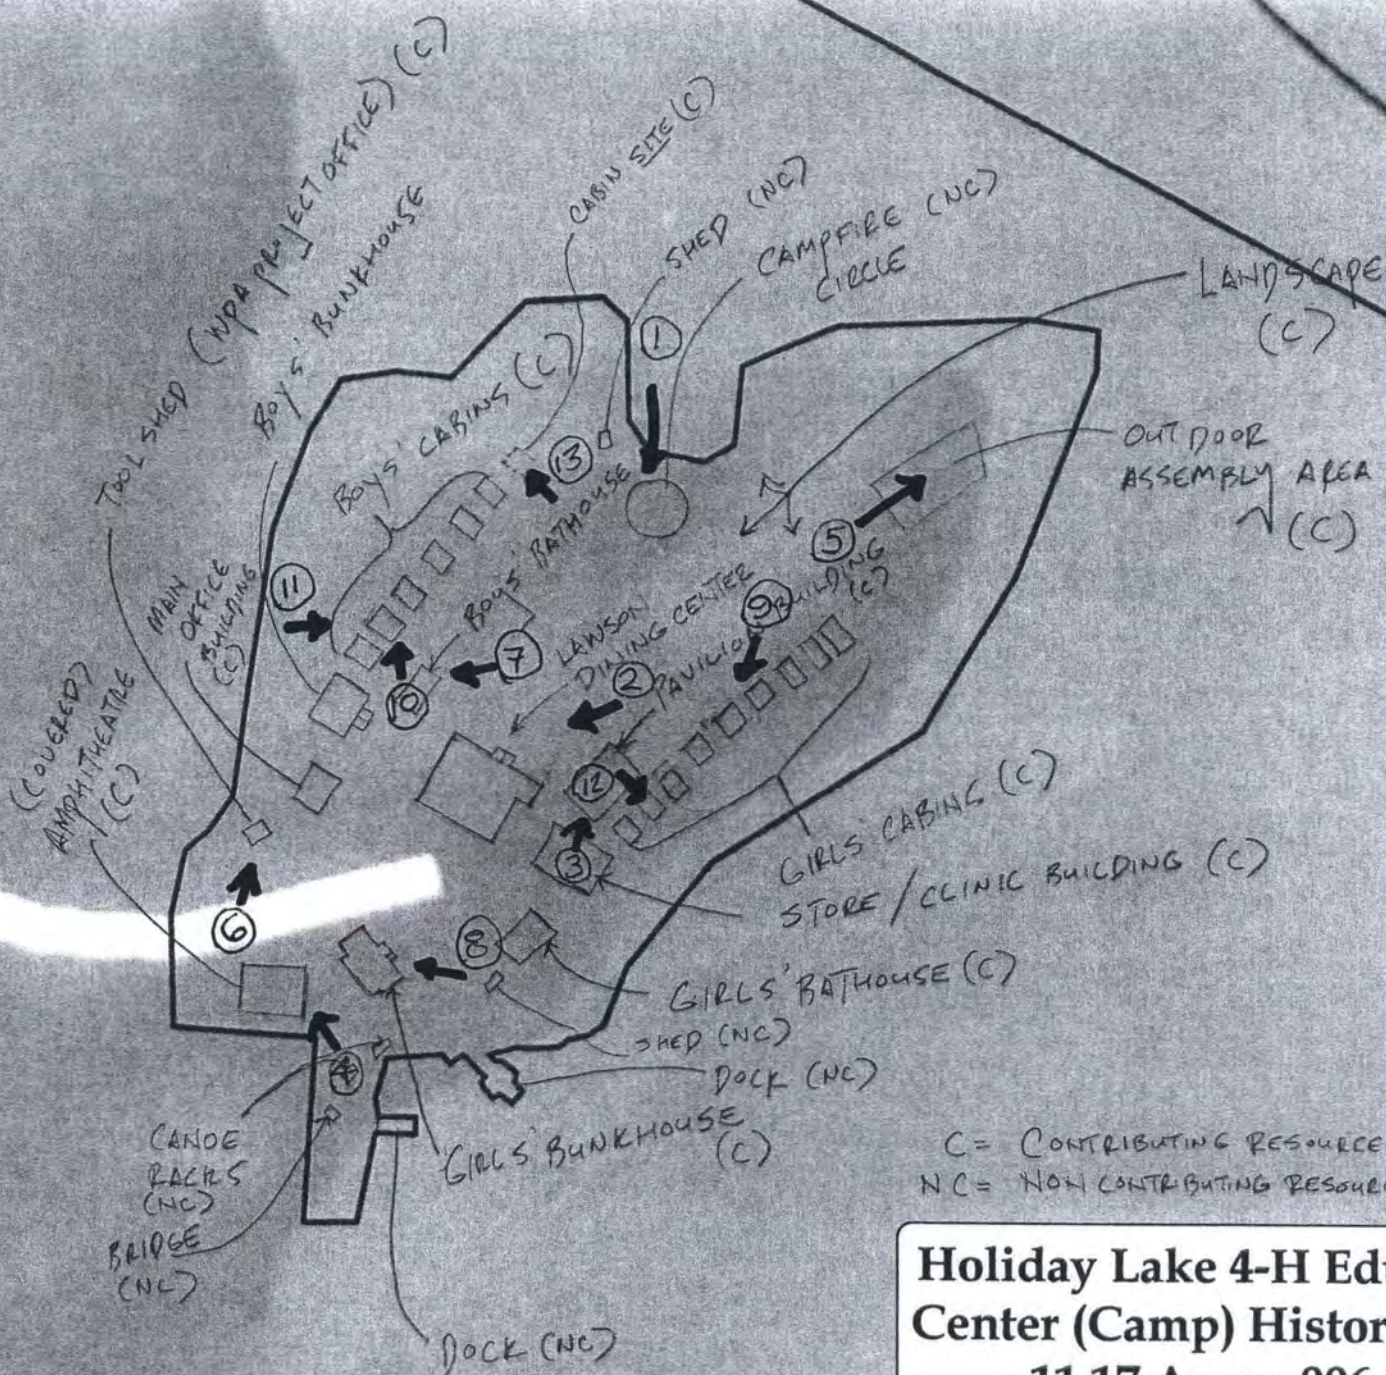 TOOL SHED (WPA PROJECT OFFICE) (C)
BOYS' BUNKHOUSE
CABIN SITE (C)
SHED (NC)
CAMPFIRE (NC)
CIRCLE
LANDSCAPE
(C)
1
BOYS' CABINS (C)
13
OUTDOOR
ASSEMBLY AREA
(C)
BOYS' BATHOUSE
5
MAIN
OFFICE
BUILDING
(C)
11
LAWSON
DINING CENTER
9
PAVILION BUILDING
(C)
7
2
10
(COVERED)
AMPHITHEATRE
(C)
12
3
GIRLS' CABINS (C)
STORE/CLINIC BUILDING (C)
6
8
GIRLS' BATHOUSE (C)
SHED (NC)
DOCK (NC)
4
CANOE
RACKS
(NC)
GIRLS' BUNKHOUSE
(C)
BRIDGE
(NC)
DOCK (NC)
C = CONTRIBUTING RESOURCE
NC = NON CONTRIBUTING RESOUR
Holiday Lake 4-H Edu
Center (Camp) Histor